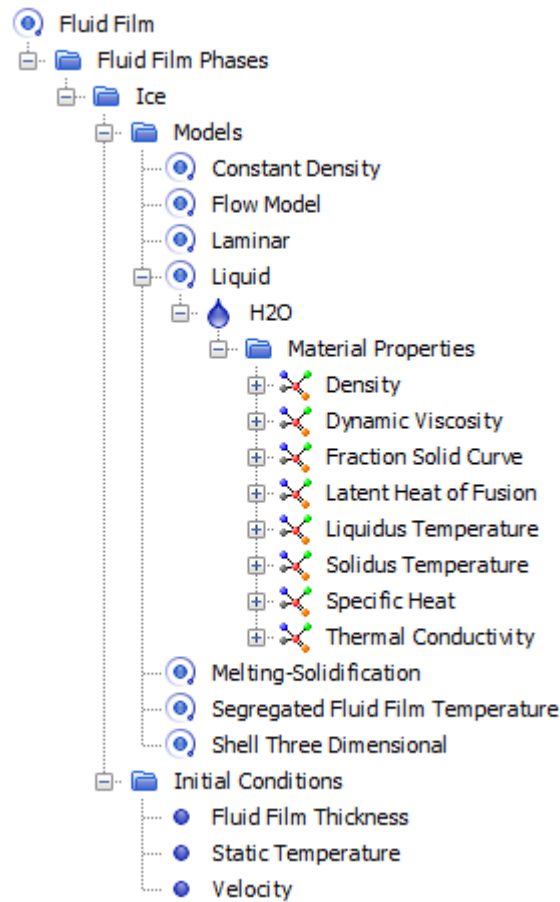 Fluid Film
Fluid Film Phases
Ice
Models
Constant Density
Flow Model
Laminar
Liquid
H2O
Material Properties
Density
Dynamic Viscosity
Fraction Solid Curve
Latent Heat of Fusion
Liquidus Temperature
Solidus Temperature
Specific Heat
Thermal Conductivity
Melting-Solidification
Segregated Fluid Film Temperature
Shell Three Dimensional
Initial Conditions
Fluid Film Thickness
Static Temperature
Velocity